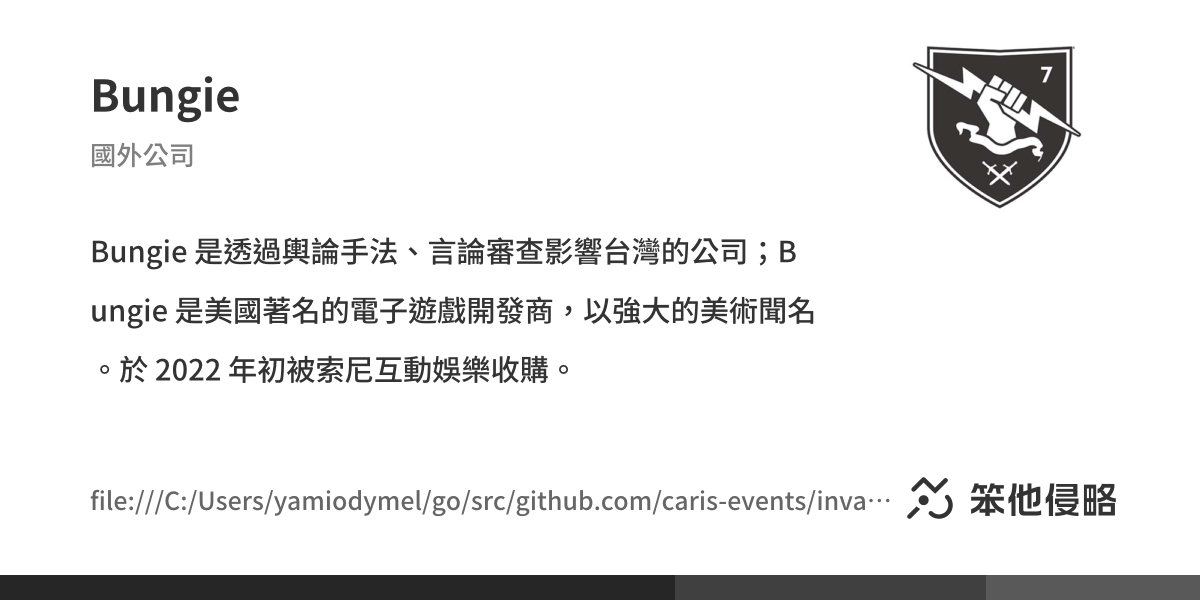 Bungie
7
國外公司
Bungie 是透過輿論手法、言論審查影響台灣的公司；B
ungie 是美國著名的電子遊戲開發商，以強大的美術聞名
。於 2022 年初被索尼互動娛樂收購。
file:///C:/Users/yamiodymel/go/src/github.com/caris-events/inva…
笨他侵略